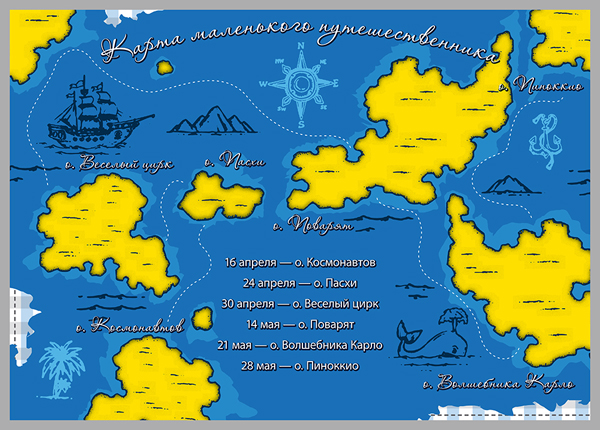 Карта маленького путешественника
N
W E
S
о. Пиноккио
о. Веселый цирк
о. Пасхи
о. Поварят
16 апреля — о. Космонавтов
24 апреля — о. Пасхи
30 апреля — о. Веселый цирк
14 мая — о. Поварят
21 мая — о. Волшебника Карло
28 мая — о. Пиноккио
о. Космонавтов
о. Волшебника Карло